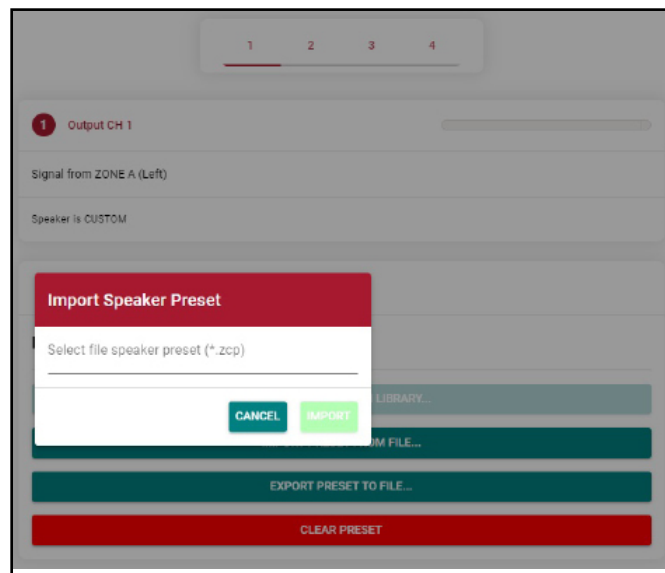 1 2 3 4
1 Output CH 1
Signal from ZONE A (Left)
Speaker is CUSTOM
Import Speaker Preset
Select file speaker preset (*.zcp)
LIBRARY...
CANCEL IMPORT
FROM FILE...
EXPORT PRESET TO FILE...
CLEAR PRESET